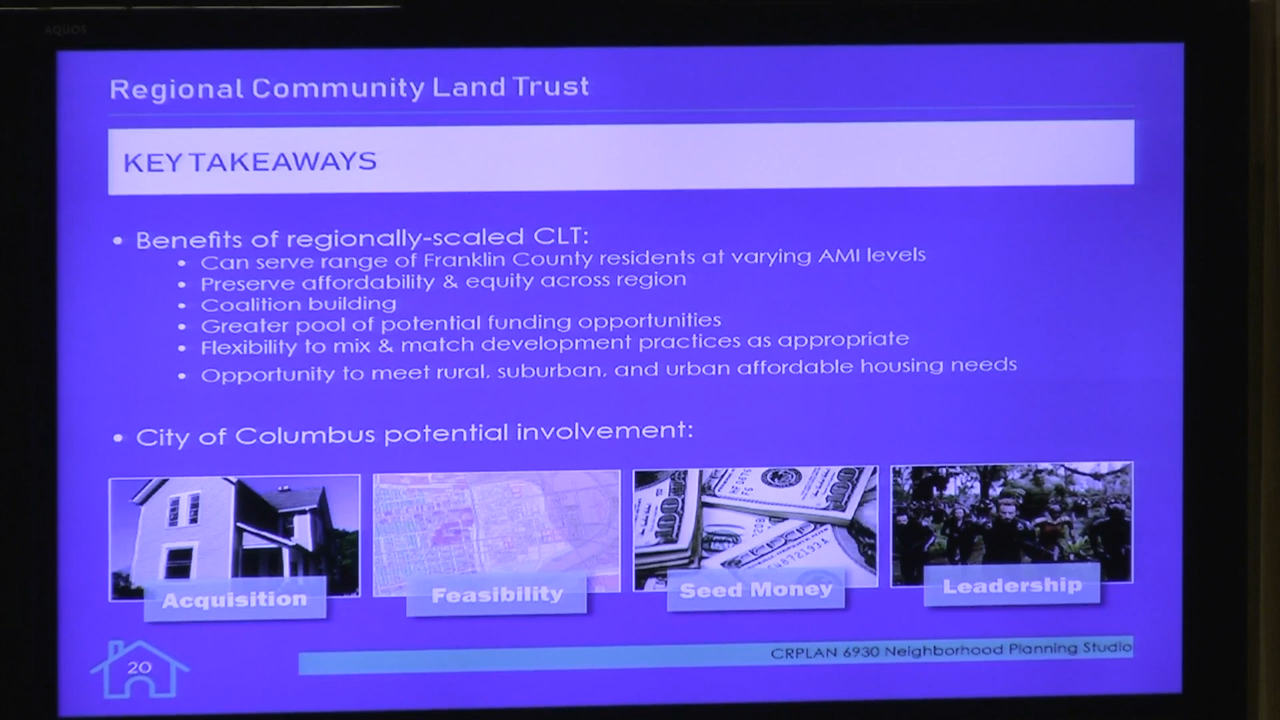 AQUOS
Regional Community Land Trust
KEY TAKEAWAYS
• Benefits of regionally-scaled CLT:
• Can serve range of Franklin County residents at varying AMI levels
• Preserve affordability & equity across region
• Coalition building
• Greater pool of potential funding opportunities
• Flexibility to mix & match development practices as appropriate
• Opportunity to meet rural, suburban, and urban affordable housing needs
• City of Columbus potential involvement:
Acquisition
Feasibility
Seed Money
Leadership
20
CRPLAN 6930 Neighborhood Planning Studio